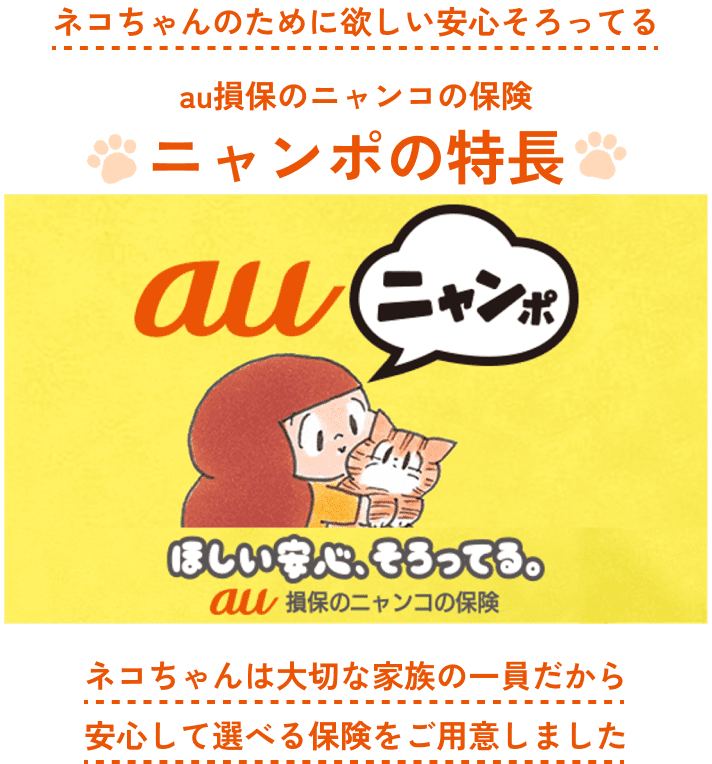 ネコちゃんのために欲しい安心そろってる
au損保のニャンコの保険
ニャンポの特長
au
ニャンポ
ほしい安心、そろってる。
au 損保のニャンコの保険
ネコちゃんは大切な家族の一員だから
安心して選べる保険をご用意しました